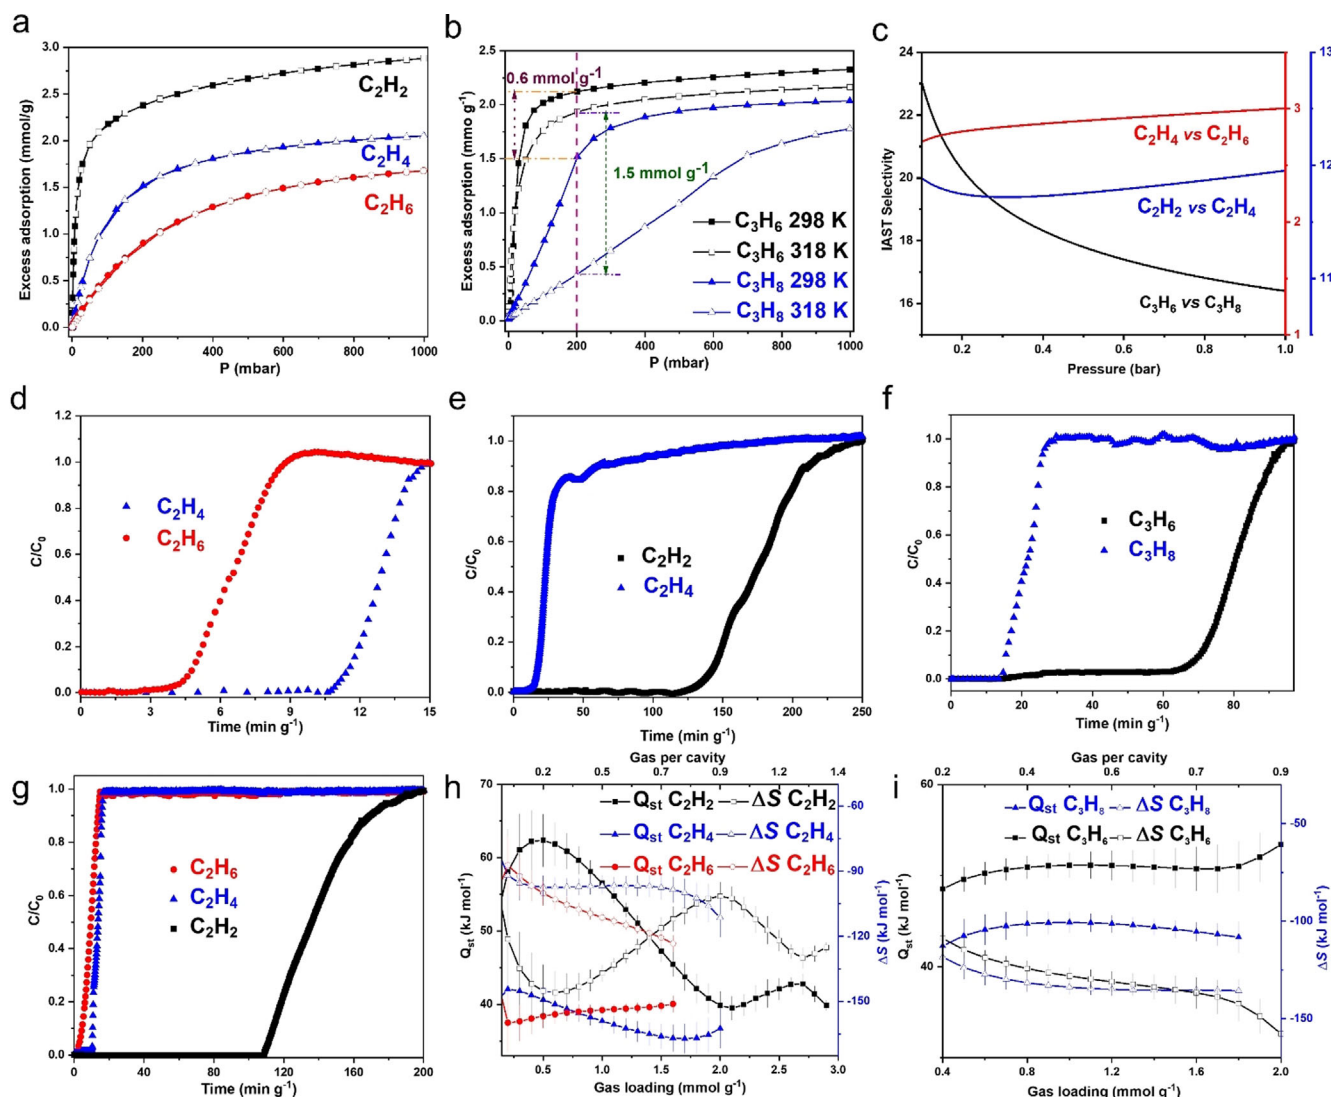 a
Excess adsorption (mmol/g)
3.0
2.5
2.0
1.5
1.0
0.5
0.0
C₂H₂
C₂H₄
C₂H₆
0 200 400 600 800 1000
P (mbar)
b
Excess adsorption (mmo g⁻¹)
2.5
2.0
1.5
1.0
0.5
0.0
0.6 mmol g⁻¹
1.5 mmol g⁻¹
C₃H₆ 298 K
C₃H₆ 318 K
C₃H₈ 298 K
C₃H₈ 318 K
0 200 400 600 800 1000
P (mbar)
c
IAST Selectivity
24
22
20
18
16
C₂H₄ vs C₂H₆
C₂H₂ vs C₂H₄
C₃H₆ vs C₃H₈
3
2
1
13
12
11
0.2 0.4 0.6 0.8 1.0
Pressure (bar)
d
C/C₀
1.2
1.0
0.8
0.6
0.4
0.2
0.0
C₂H₄
C₂H₆
0 3 6 9 12 15
Time (min g⁻¹)
e
C/C₀
1.0
0.8
0.6
0.4
0.2
0.0
C₂H₂
C₂H₄
0 50 100 150 200 250
Time (min g⁻¹)
f
C/C₀
1.0
0.8
0.6
0.4
0.2
0.0
C₃H₆
C₃H₈
0 20 40 60 80
Time (min g⁻¹)
g
C/C₀
1.0
0.8
0.6
0.4
0.2
0.0
C₂H₆
C₂H₄
C₂H₂
0 40 80 120 160 200
Time (min g⁻¹)
Gas per cavity
0.2 0.5 0.7 0.9 1.2 1.4
h
Qst (kJ mol⁻¹)
70
60
50
40
Qst C₂H₂ ΔS C₂H₂
Qst C₂H₄ ΔS C₂H₄
Qst C₂H₆ ΔS C₂H₆
-60
-90
-120
-150
ΔS (kJ mol⁻¹)
0.5 1.0 1.5 2.0 2.5 3.0
Gas loading (mmol g⁻¹)
Gas per cavity
0.2 0.4 0.6 0.7 0.9
i
Qst (kJ mol⁻¹)
60
40
Qst C₃H₈ ΔS C₃H₈
Qst C₃H₆ ΔS C₃H₆
-50
-100
-150
ΔS (kJ mol⁻¹)
0.4 0.8 1.2 1.6 2.0
Gas loading (mmol g⁻¹)